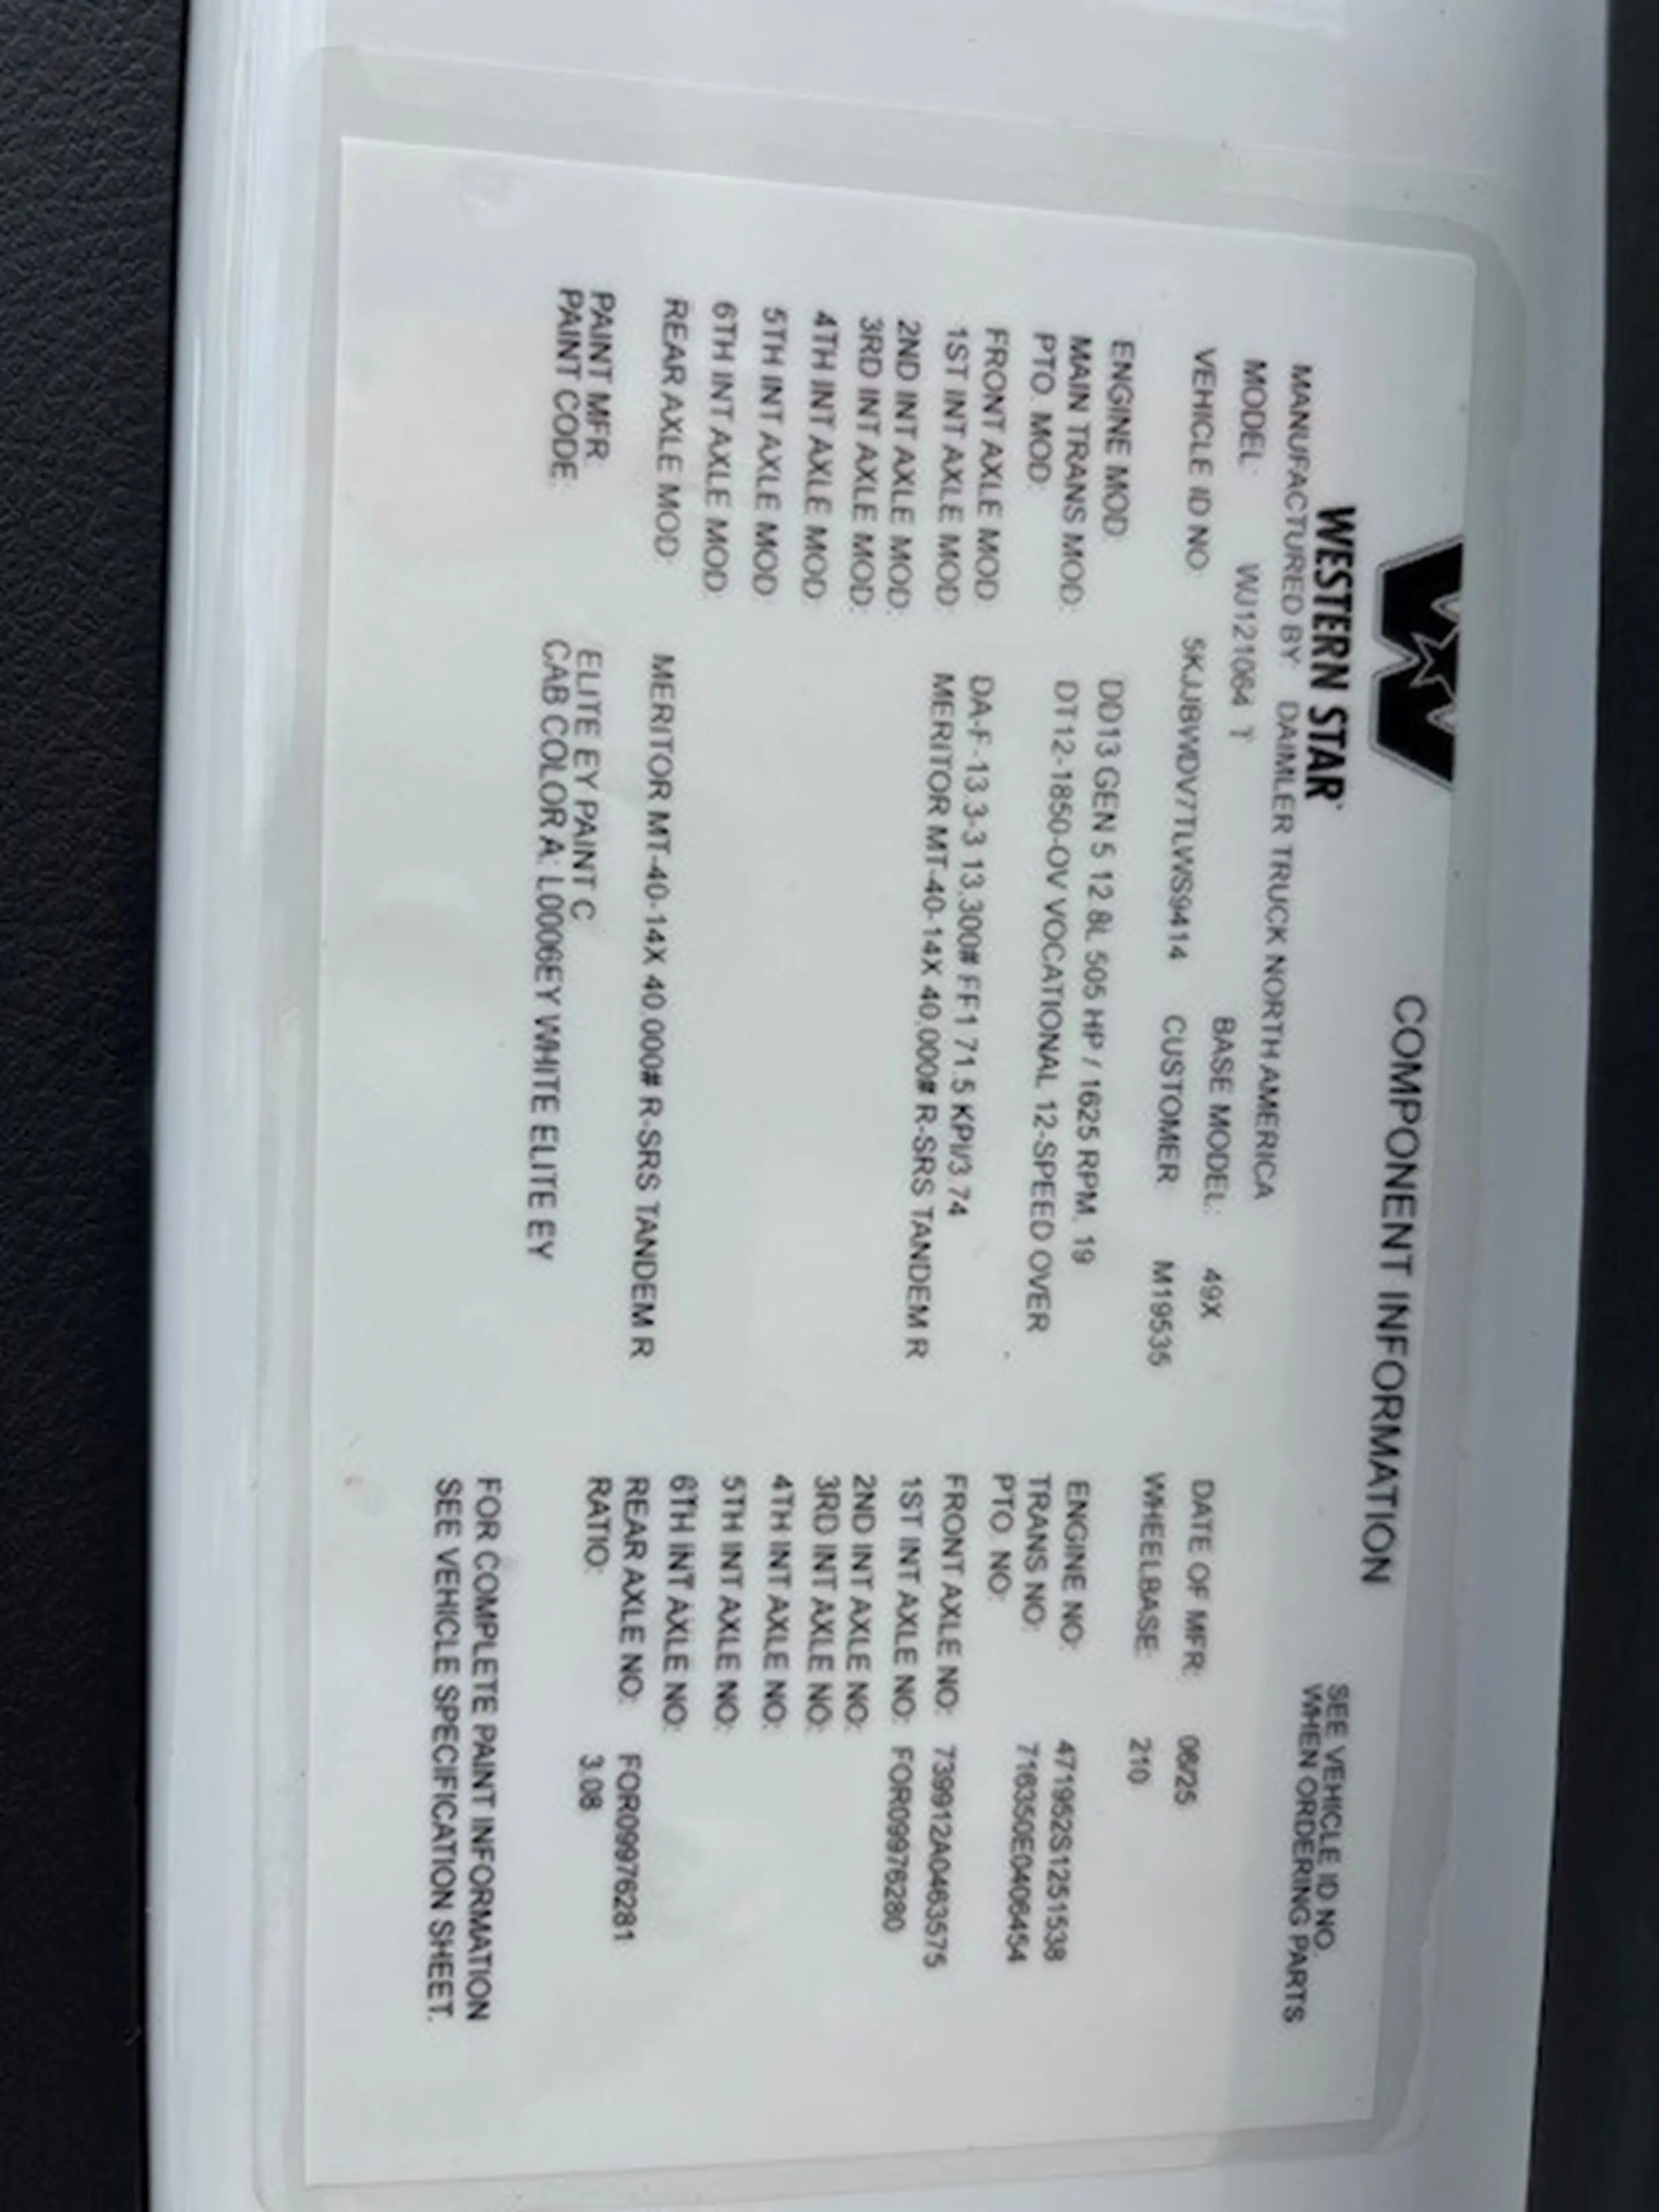 WESTERN STAR
COMPONENT INFORMATION
SEE VEHICLE ID NO.
WHEN ORDERING PARTS
MANUFACTURED BY DAIMLER TRUCK NORTH AMERICA
MODEL: WJ121064 T BASE MODEL: 49X DATE OF MFR: 06/25
VEHICLE ID NO: 5KJJBWDV7TLWS9414 CUSTOMER M19535 WHEELBASE: 210
ENGINE MOD: DD13 GEN 5 12.8L 505 HP / 1625 RPM, 19 ENGINE NO: 471952S1251538
MAIN TRANS MOD: DT12-1850-OV VOCATIONAL 12-SPEED OVER TRANS NO: 716350E0406454
PTO. MOD: PTO. NO:
FRONT AXLE MOD: DA-F-13.3-3 13,300# FF1 71.5 KPI/3.74 FRONT AXLE NO: 739912A0463575
1ST INT AXLE MOD: MERITOR MT-40-14X 40,000# R-SRS TANDEM R 1ST INT AXLE NO: FOR099976280
2ND INT AXLE MOD: 2ND INT AXLE NO:
3RD INT AXLE MOD: 3RD INT AXLE NO:
4TH INT AXLE MOD: 4TH INT AXLE NO:
5TH INT AXLE MOD: 5TH INT AXLE NO:
6TH INT AXLE MOD: 6TH INT AXLE NO:
REAR AXLE MOD: MERITOR MT-40-14X 40,000# R-SRS TANDEM R REAR AXLE NO: FOR099976281
RATIO: 3.08
PAINT MFR: ELITE EY PAINT C
PAINT CODE: CAB COLOR A: L0006EY WHITE ELITE EY
FOR COMPLETE PAINT INFORMATION
SEE VEHICLE SPECIFICATION SHEET.